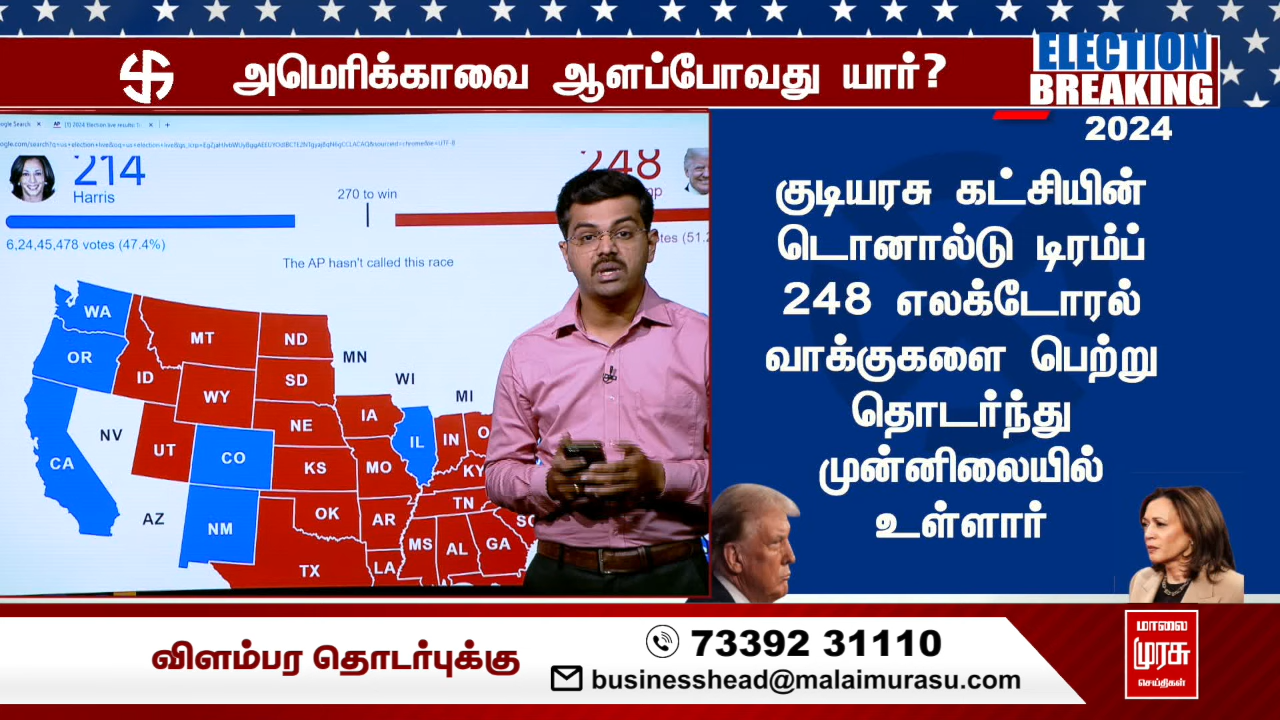 அமெரிக்காவை ஆளப்போவது யார்?
ELECTION
BREAKING
2024
214
Harris
248
270 to win
6,24,45,478 votes (47.4%)
The AP hasn't called this race
WA
OR
MT
ND
MN
ID
SD
WI
WY
MI
NV
NE
IA
UT
CO
IL
IN
CA
KS
MO
KY
AZ
NM
OK
AR
TN
SC
MS
AL
GA
TX
LA
குடியரசு கட்சியின்
டொனால்டு டிரம்ப்
248 எலக்டோரல்
வாக்குகளை பெற்று
தொடர்ந்து
முன்னிலையில்
உள்ளார்
விளம்பர தொடர்புக்கு
73392 31110
businesshead@malaimurasu.com
மாலை
முரசு
செய்திகள்